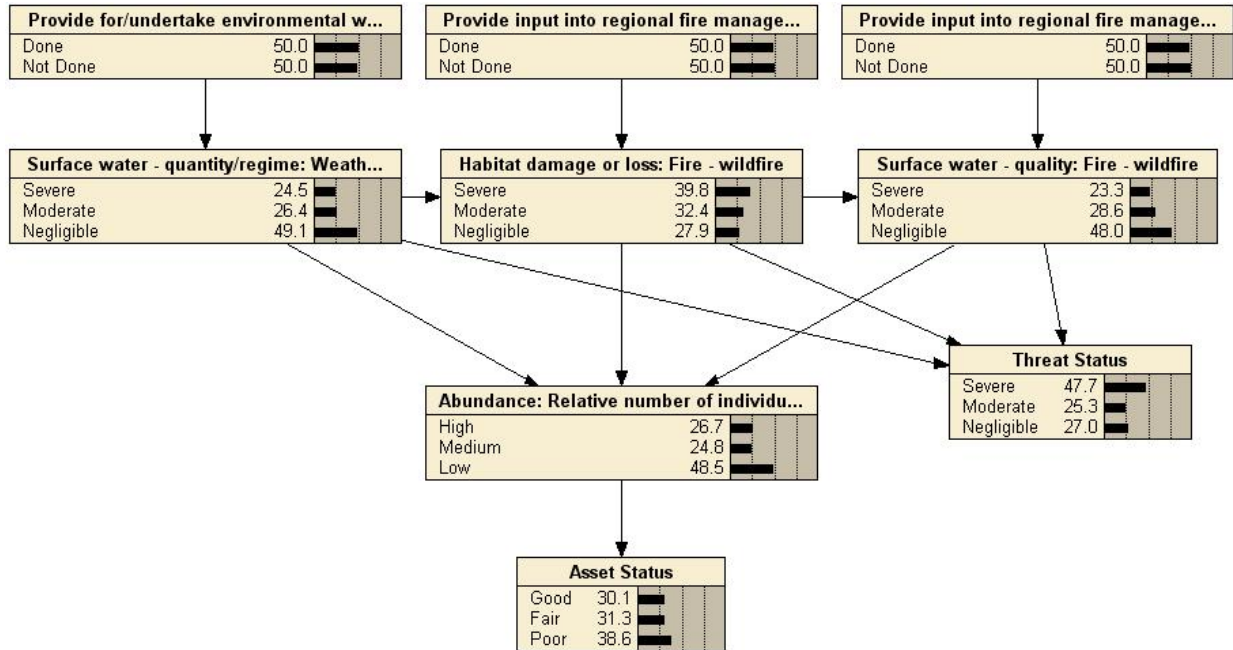 Provide for/undertake environmental w...
Done 50.0
Not Done 50.0
Provide input into regional fire manage...
Done 50.0
Not Done 50.0
Provide input into regional fire manage...
Done 50.0
Not Done 50.0
Surface water - quantity/regime: Weath...
Severe 24.5
Moderate 26.4
Negligible 49.1
Habitat damage or loss: Fire - wildfire
Severe 39.8
Moderate 32.4
Negligible 27.9
Surface water - quality: Fire - wildfire
Severe 23.3
Moderate 28.6
Negligible 48.0
Threat Status
Severe 47.7
Moderate 25.3
Negligible 27.0
Abundance: Relative number of individu...
High 26.7
Medium 24.8
Low 48.5
Asset Status
Good 30.1
Fair 31.3
Poor 38.6